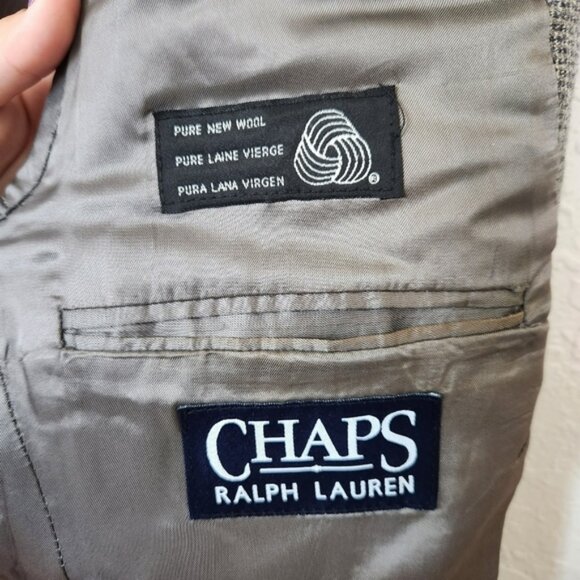 PURE NEW WOOL
PURE LAINE VIERGE
PURA LANA VIRGEN
®
CHAPS
RALPH LAUREN